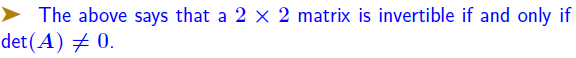 ➤ The above says that a 2 × 2 matrix is invertible if and only if
det(A) ≠ 0.